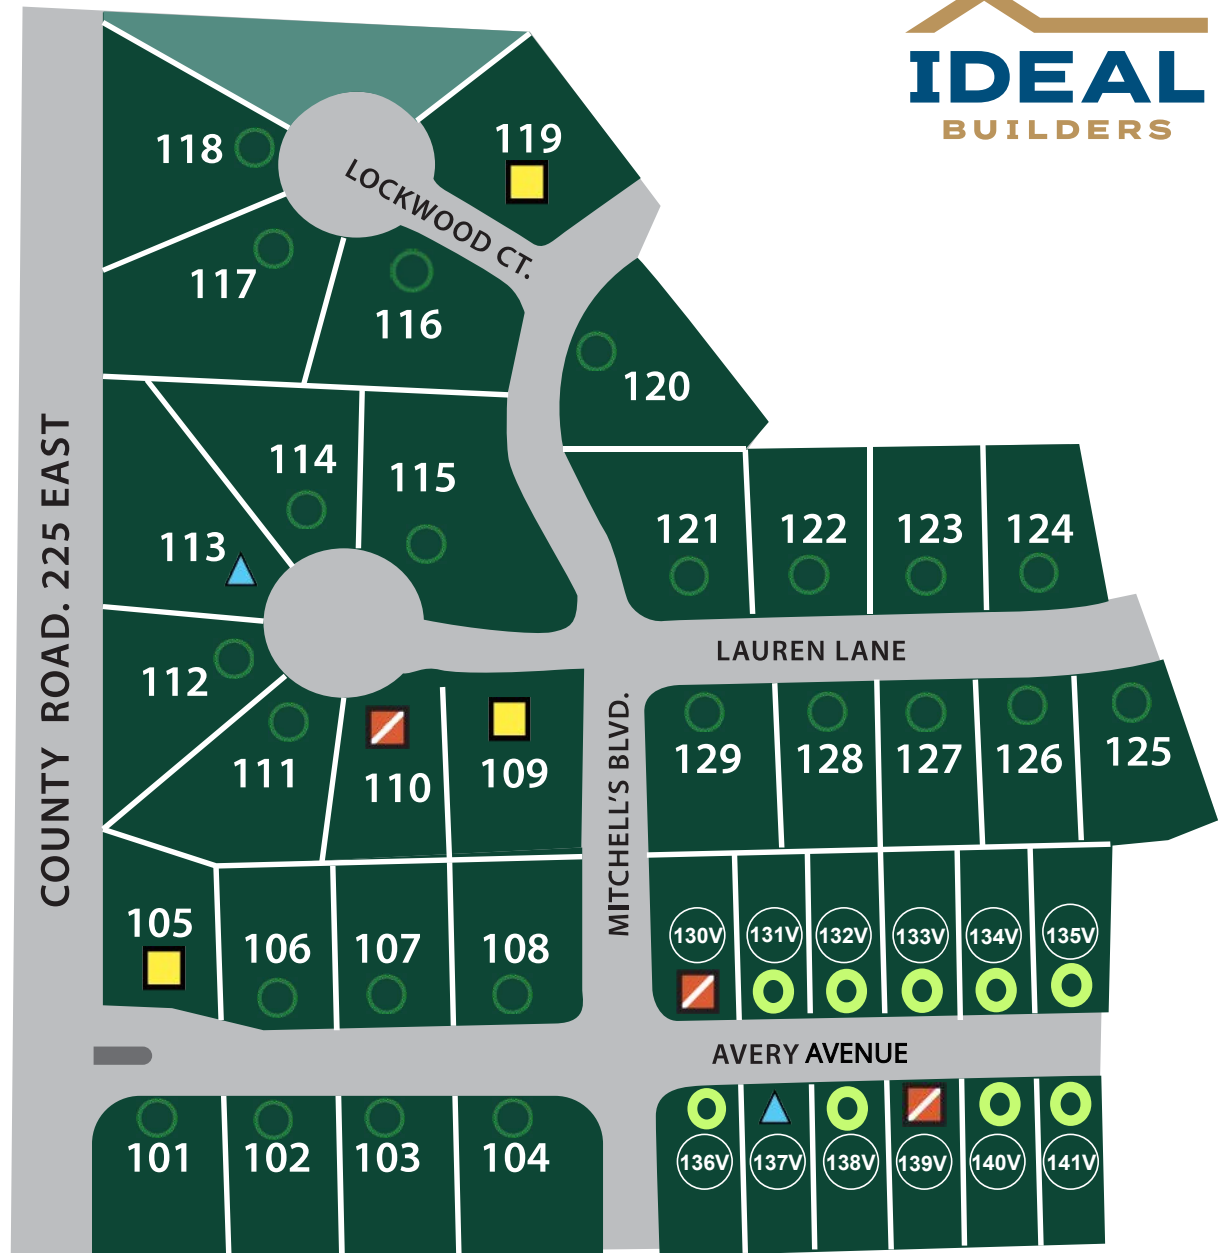 IDEAL
BUILDERS
119
118
LOCKWOOD CT.
117
116
120
COUNTY ROAD. 225 EAST
114
115
113
121
122
123
124
LAUREN LANE
112
111
110
109
MITCHELL'S BLVD.
129
128
127
126
125
105
106
107
108
130V
131V
132V
133V
134V
135V
AVERY AVENUE
101
102
103
104
136V
137V
138V
139V
140V
141V